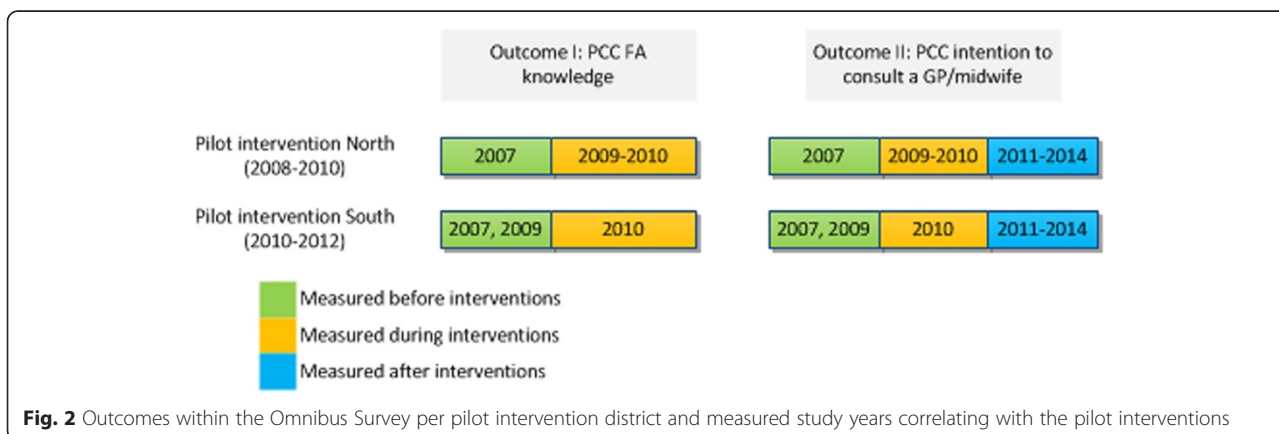 Outcome I: PCC FA
knowledge
Outcome II: PCC intention to
consult a GP/midwife
Pilot intervention North
(2008-2010)
2007 2009-2010 2007 2009-2010 2011-2014
Pilot intervention South
(2010-2012)
2007, 2009 2010 2007, 2009 2010 2011-2014
Measured before interventions
Measured during interventions
Measured after interventions
Fig. 2 Outcomes within the Omnibus Survey per pilot intervention district and measured study years correlating with the pilot interventions